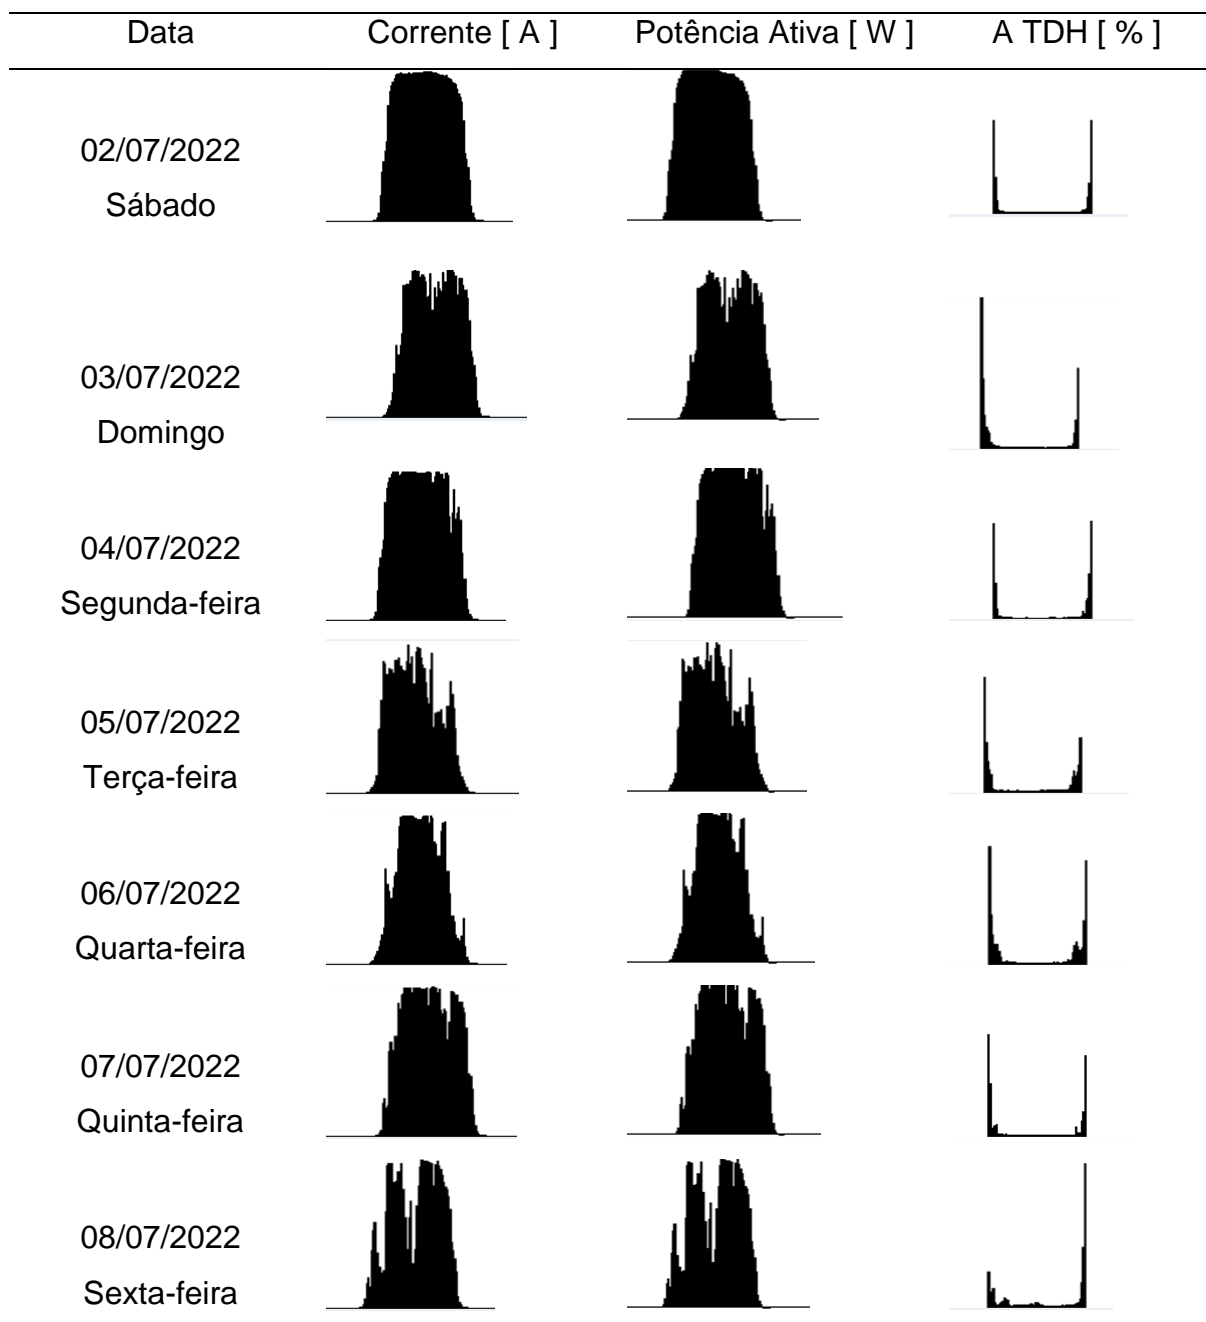 Data Corrente [ A ] Potência Ativa [ W ] A TDH [ % ]
02/07/2022
Sábado
03/07/2022
Domingo
04/07/2022
Segunda-feira
05/07/2022
Terça-feira
06/07/2022
Quarta-feira
07/07/2022
Quinta-feira
08/07/2022
Sexta-feira